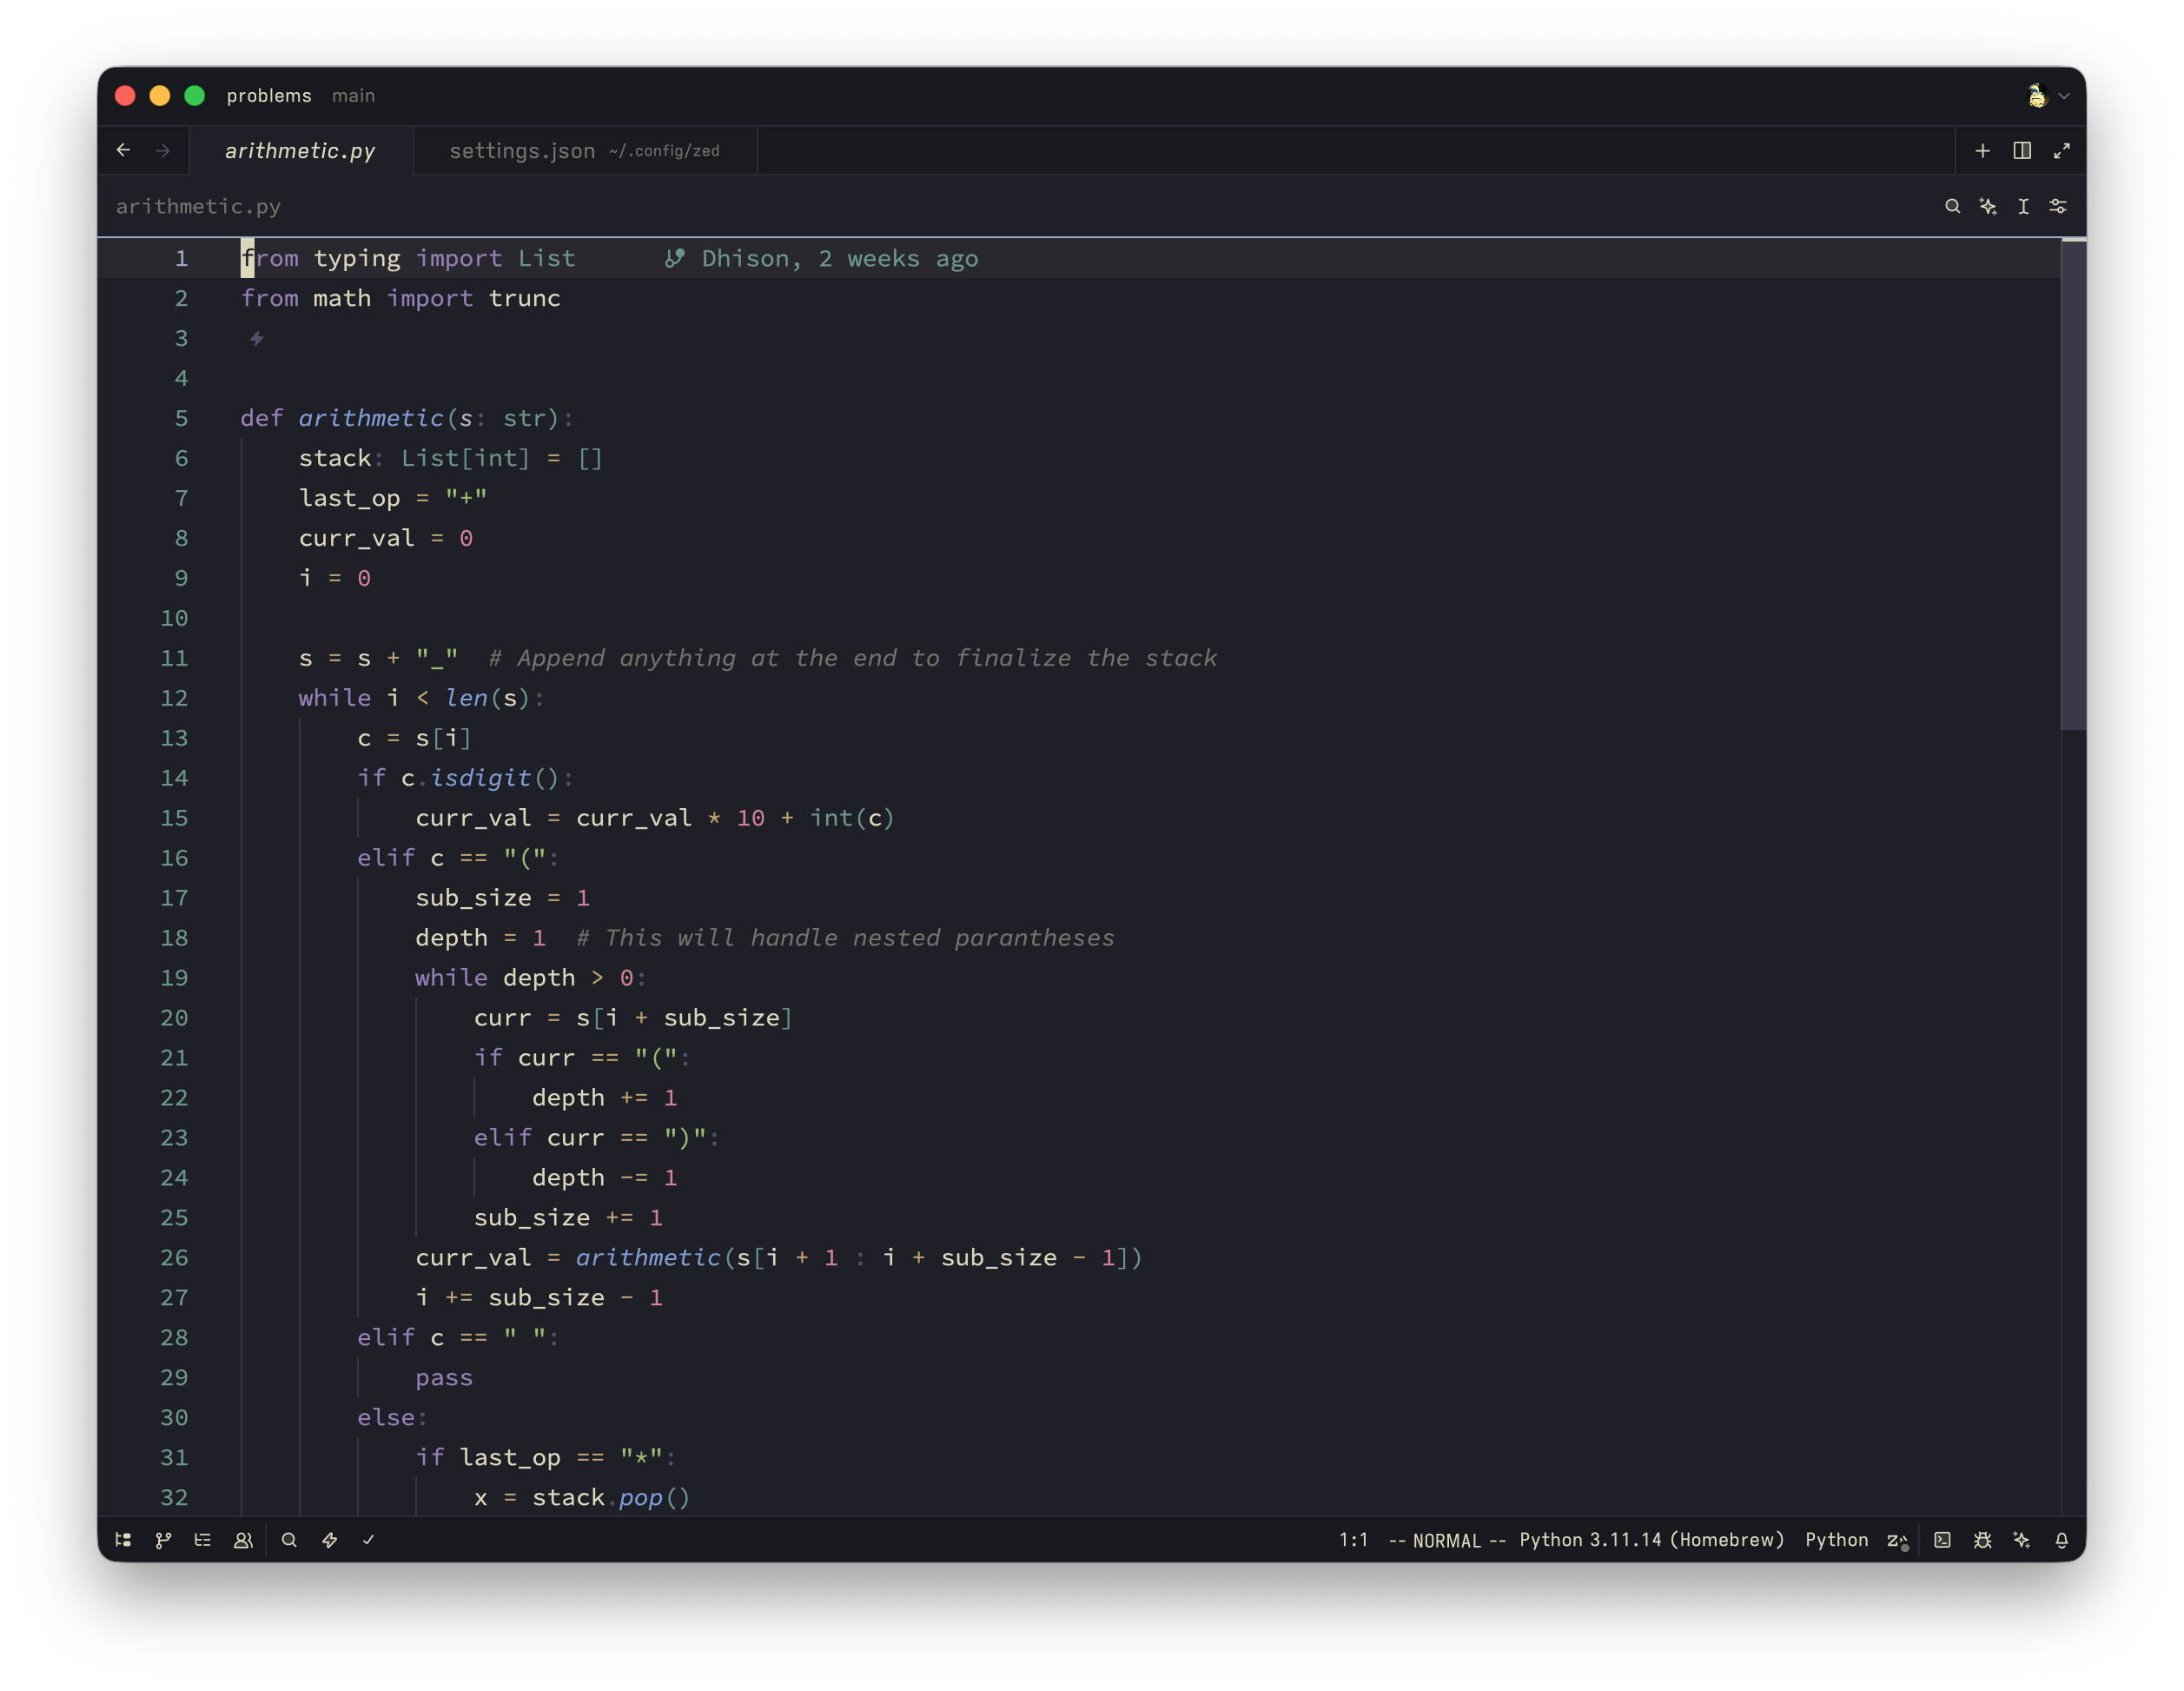 problems main
arithmetic.py settings.json ~/.config/zed
arithmetic.py
1 from typing import List Dhison, 2 weeks ago
2 from math import trunc
3
4
5 def arithmetic(s: str):
6     stack: List[int] = []
7     last_op = "+"
8     curr_val = 0
9     i = 0
10
11     s = s + "_"  # Append anything at the end to finalize the stack
12     while i < len(s):
13         c = s[i]
14         if c.isdigit():
15             curr_val = curr_val * 10 + int(c)
16         elif c == "(":
17             sub_size = 1
18             depth = 1  # This will handle nested parantheses
19             while depth > 0:
20                 curr = s[i + sub_size]
21                 if curr == "(":
22                     depth += 1
23                 elif curr == ")":
24                     depth -= 1
25                 sub_size += 1
26             curr_val = arithmetic(s[i + 1 : i + sub_size - 1])
27             i += sub_size - 1
28         elif c == " ":
29             pass
30         else:
31             if last_op == "*":
32                 x = stack.pop()
1:1 -- NORMAL -- Python 3.11.14 (Homebrew) Python